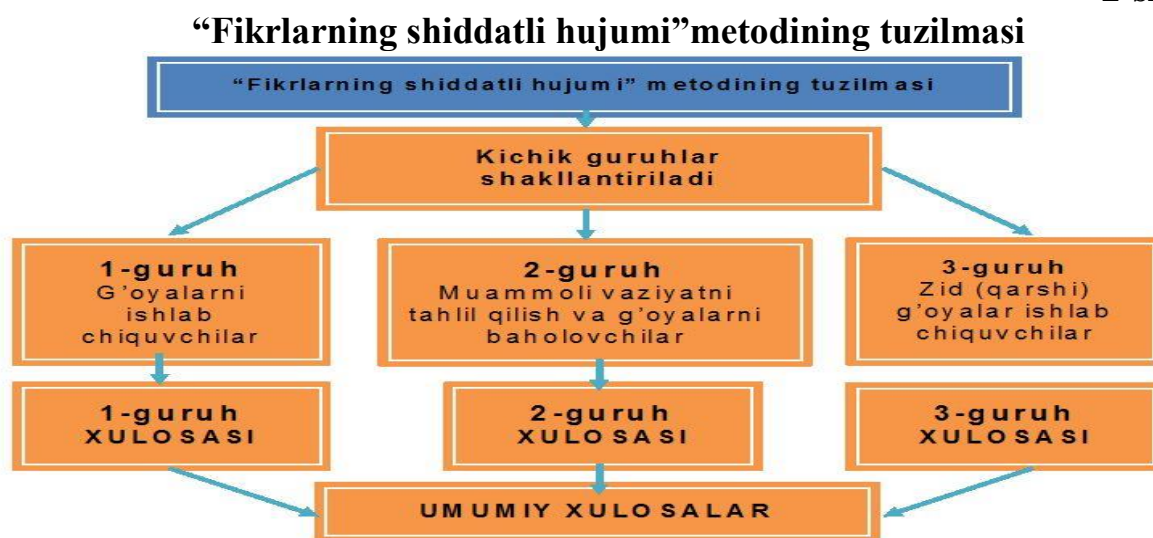 “Fikrlarning shiddatli hujumi”metodining tuzilmasi
“Fikrlarning shiddatli hujumi” metodining tuzilmasi
Kichik guruhlar
shakllantiriladi
1-guruh
G’oyalarni
ishlab
chiquvchilar
2-guruh
Muammoli vaziyatni
tahlil qilish va g’oyalarni
baholovchilar
3-guruh
Zid (qarshi)
g’oyalar ishlab
chiquvchilar
1-guruh
XULOSASI
2-guruh
XULOSASI
3-guruh
XULOSASI
UMUMIY XULOSALAR